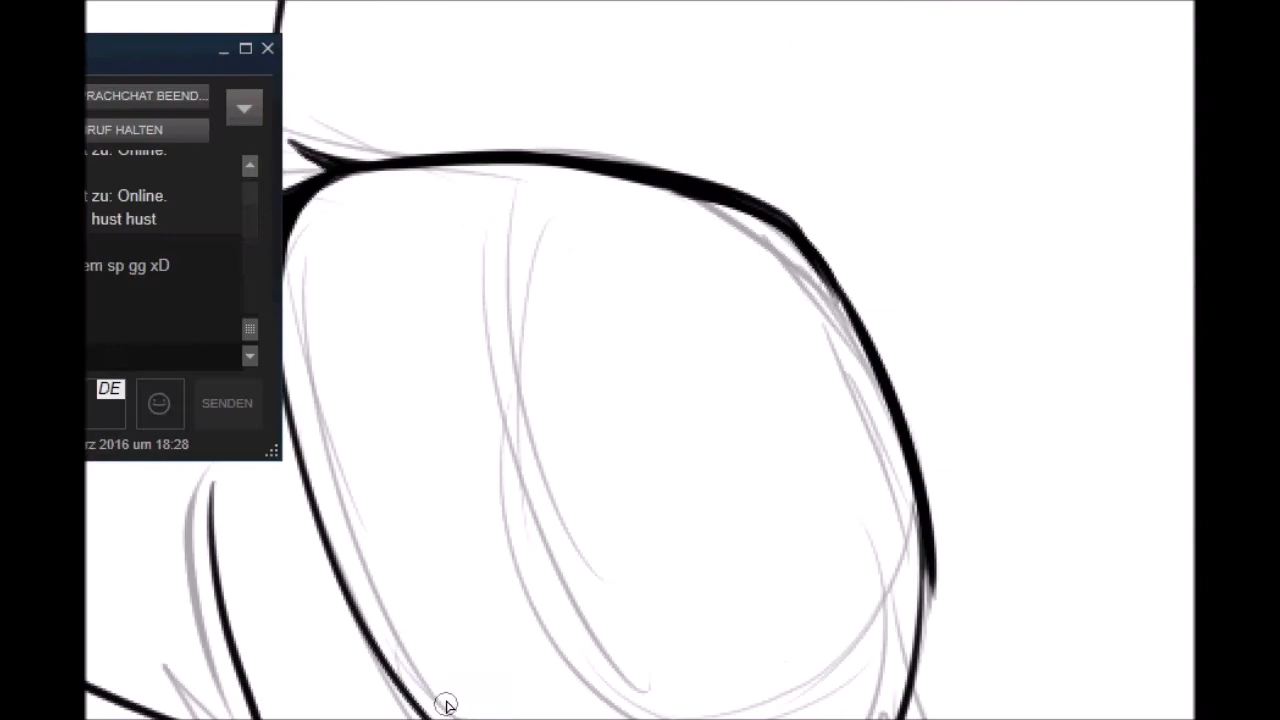 RACHCHAT BEEND...
RUF HALTEN
t zu: Online.
t zu: Online.
hust hust
em sp gg xD
DE
SENDEN
rz 2016 um 18:28